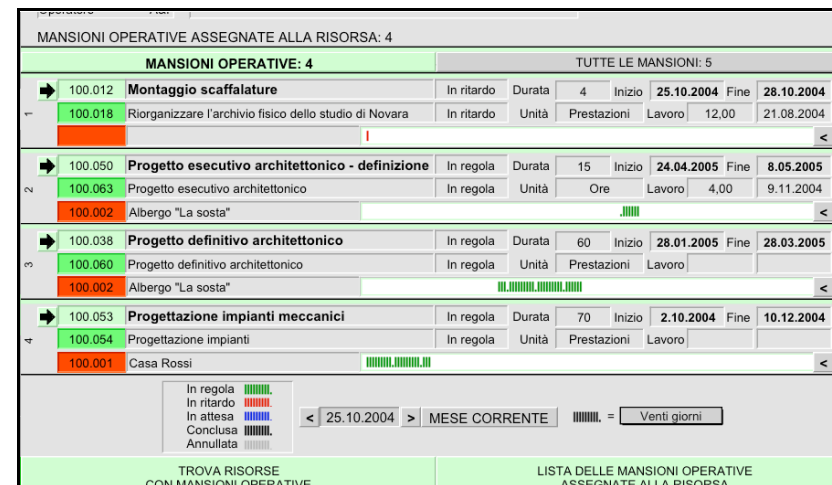 MANSIONI OPERATIVE ASSEGNATE ALLA RISORSA: 4
MANSIONI OPERATIVE: 4 TUTTE LE MANSIONI: 5
100.012 Montaggio scaffalature In ritardo Durata 4 Inizio 25.10.2004 Fine 28.10.2004
1 100.018 Riorganizzare l'archivio fisico dello studio di Novara In ritardo Unità Prestazioni Lavoro 12,00 21.08.2004
<
100.050 Progetto esecutivo architettonico - definizione In regola Durata 15 Inizio 24.04.2005 Fine 8.05.2005
2 100.063 Progetto esecutivo architettonico In regola Unità Ore Lavoro 4,00 9.11.2004
100.002 Albergo "La sosta" <
100.038 Progetto definitivo architettonico In regola Durata 60 Inizio 28.01.2005 Fine 28.03.2005
3 100.060 Progetto definitivo architettonico In regola Unità Prestazioni Lavoro
100.002 Albergo "La sosta" <
100.053 Progettazione impianti meccanici In regola Durata 70 Inizio 2.10.2004 Fine 10.12.2004
4 100.054 Progettazione impianti In regola Unità Prestazioni Lavoro
100.001 Casa Rossi <
In regola
In ritardo
In attesa
Conclusa
Annullata
< 25.10.2004 > MESE CORRENTE = Venti giorni
TROVA RISORSE
CON MANSIONI OPERATIVE
LISTA DELLE MANSIONI OPERATIVE
ASSEGNATE ALLA RISORSA